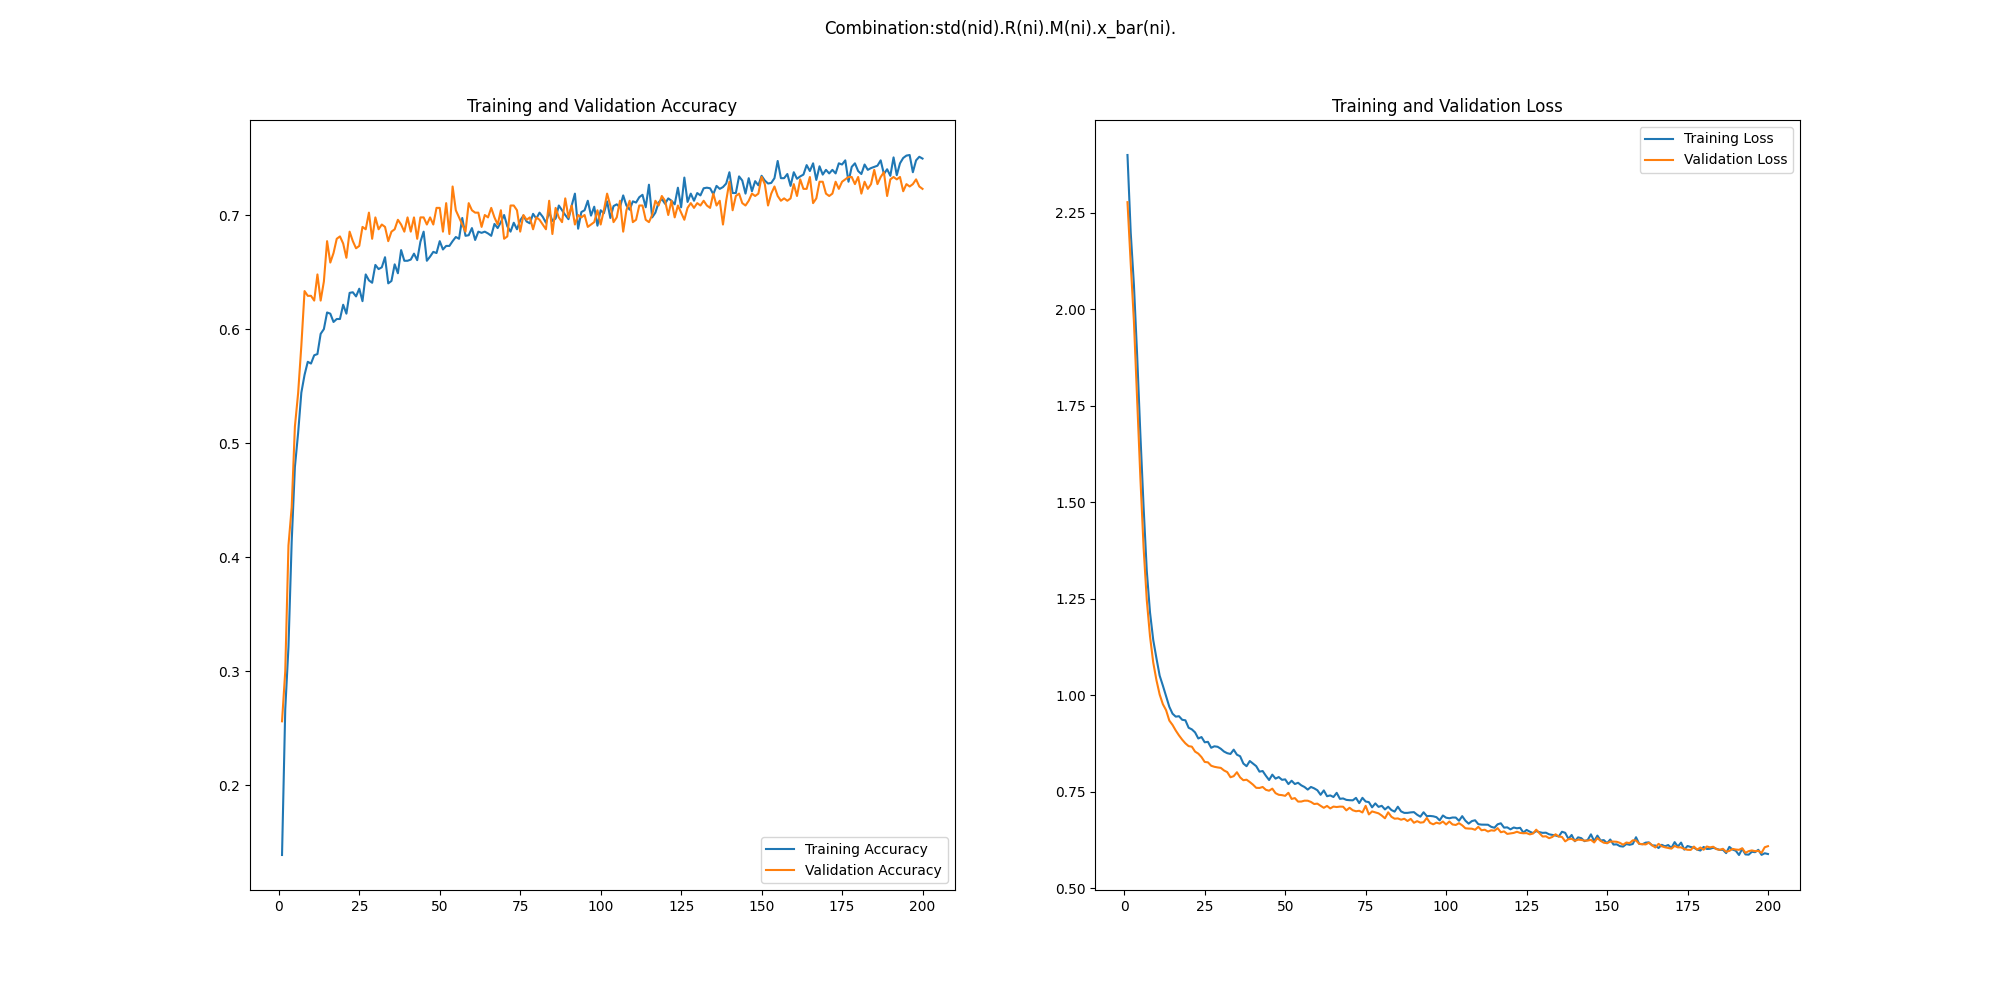 Combination:std(nid).R(ni).M(ni).x_bar(ni).
Training and Validation Accuracy
0.7
0.6
0.5
0.4
0.3
0.2
Training Accuracy
Validation Accuracy
0 25 50 75 100 125 150 175 200
Training and Validation Loss
Training Loss
Validation Loss
2.25
2.00
1.75
1.50
1.25
1.00
0.75
0.50
0 25 50 75 100 125 150 175 200